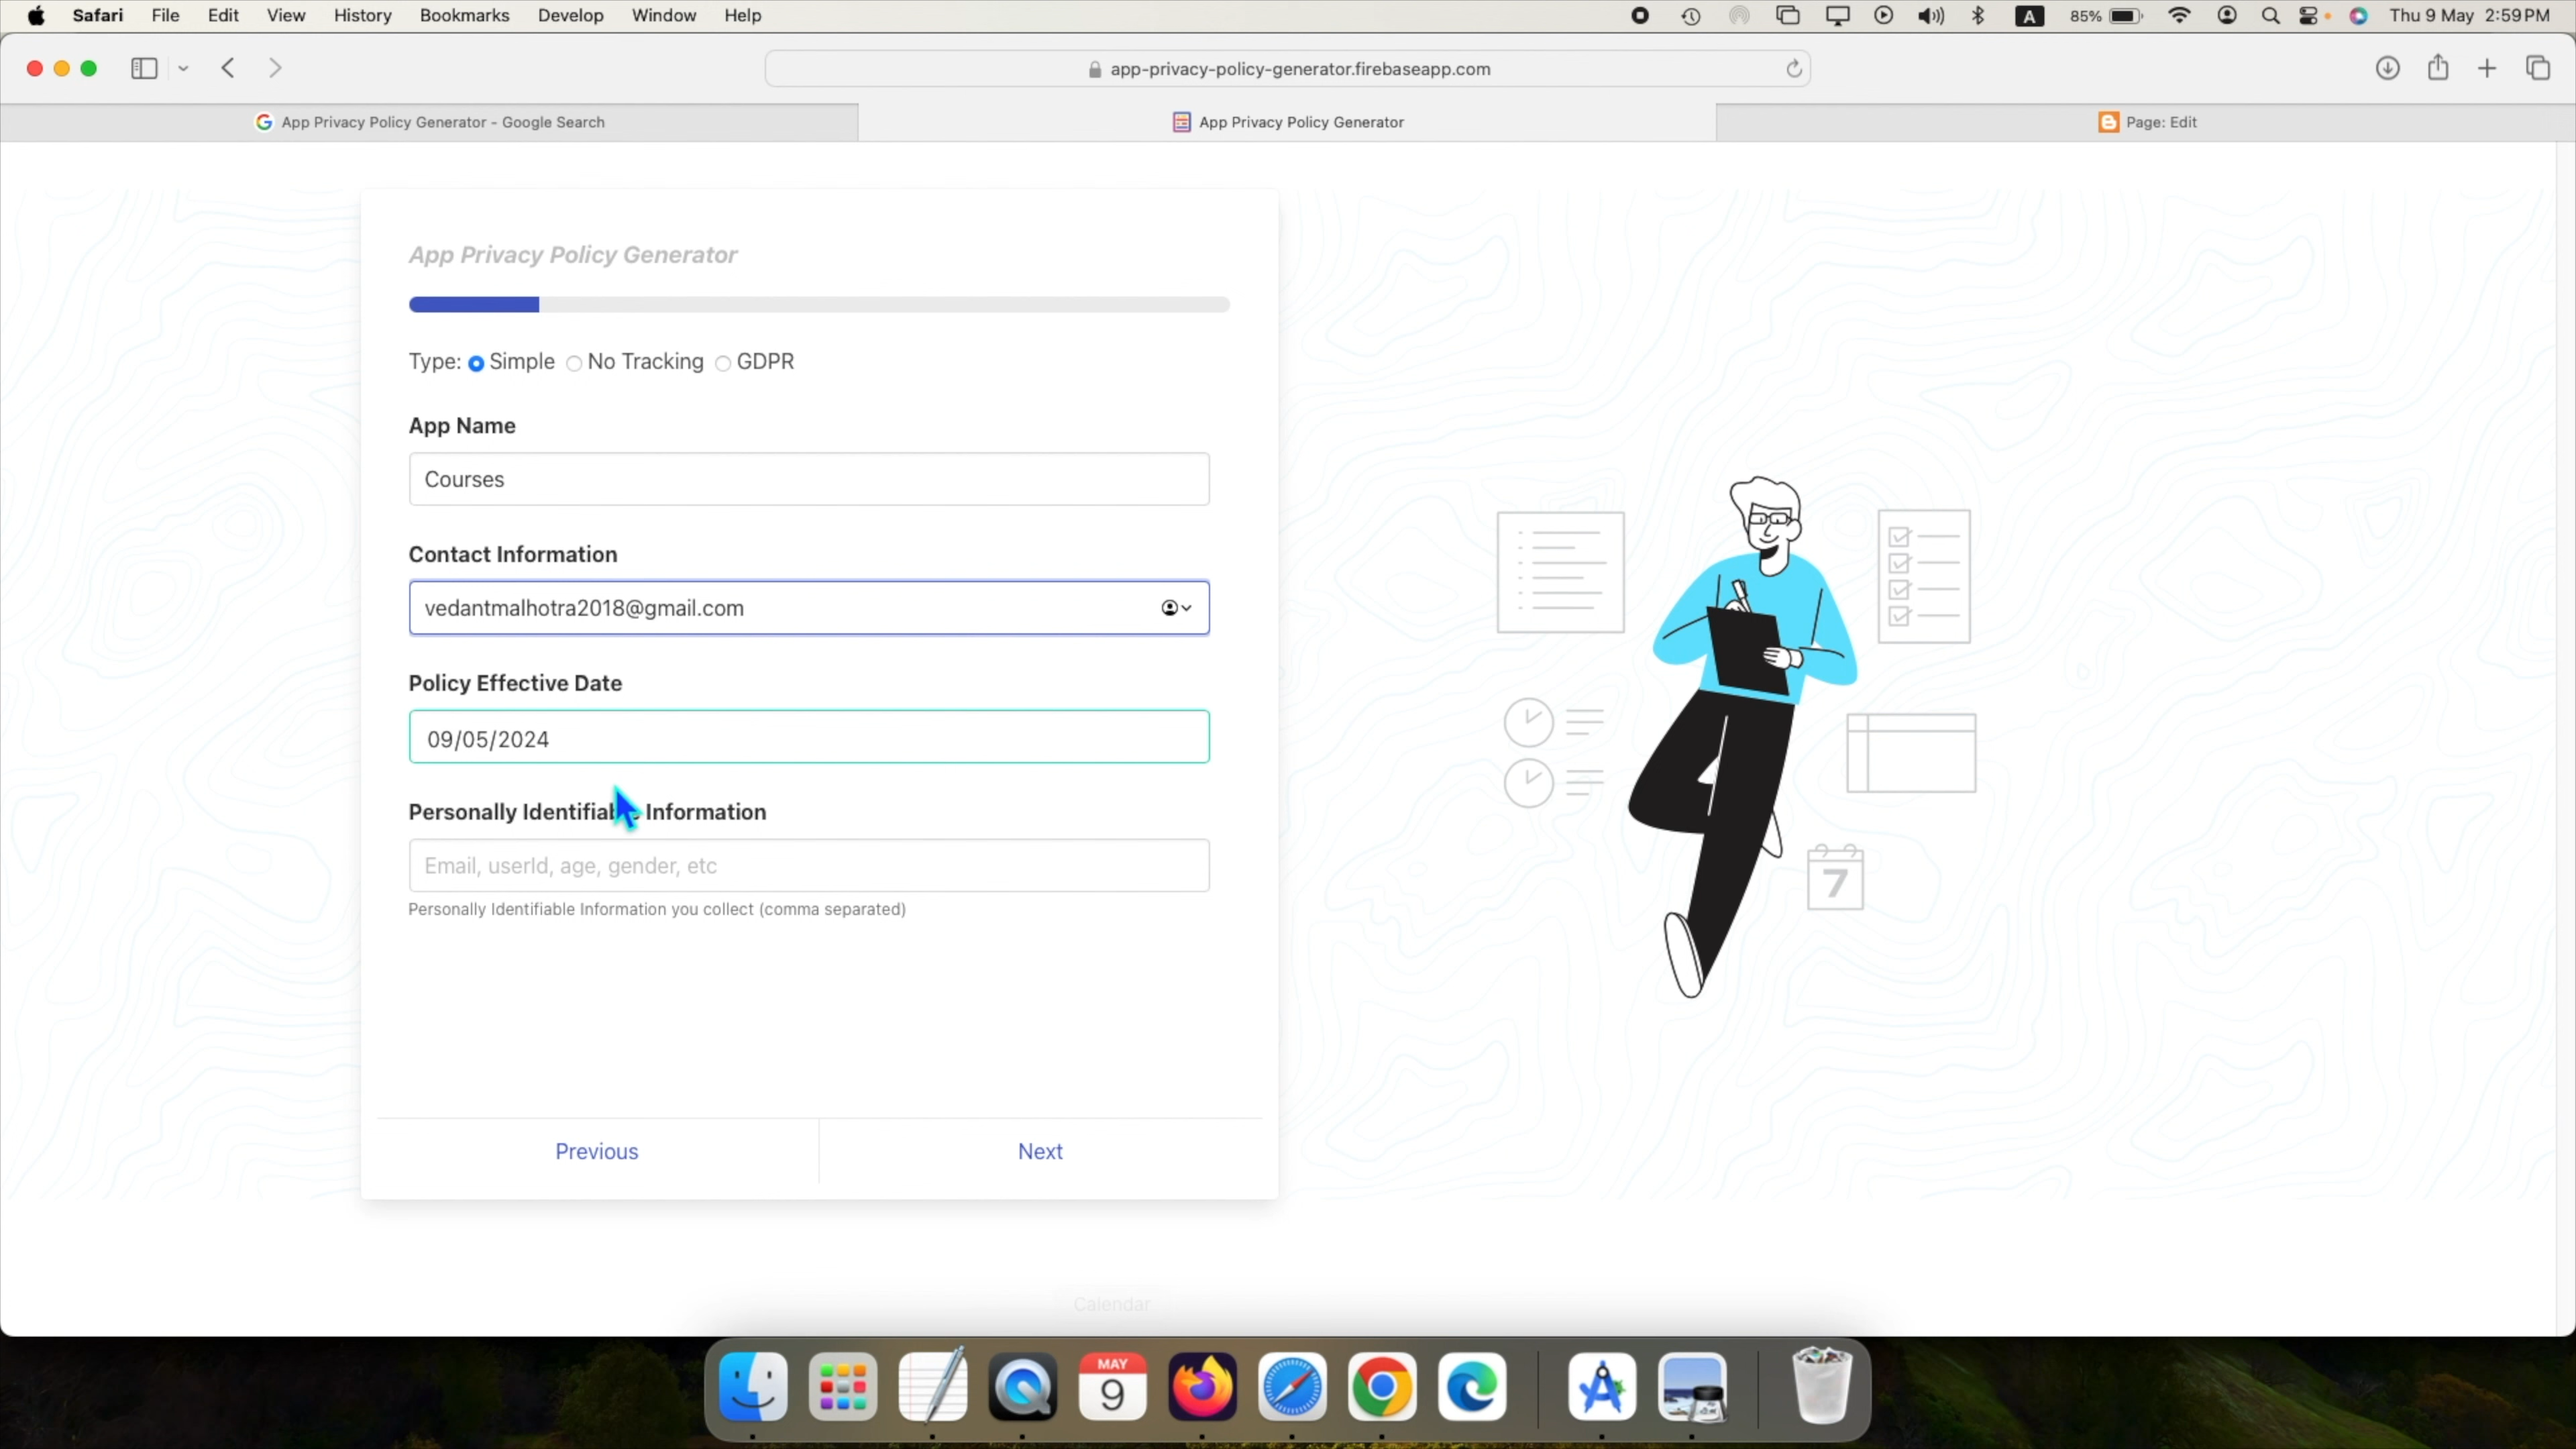 Safari File Edit View History Bookmarks Develop Window Help A 85% Thu 9 May 2:59 PM
app-privacy-policy-generator.firebaseapp.com
App Privacy Policy Generator - Google Search App Privacy Policy Generator Page: Edit
App Privacy Policy Generator
Type: Simple No Tracking GDPR
App Name
Courses
Contact Information
vedantmalhotra2018@gmail.com
Policy Effective Date
09/05/2024
Personally Identifiable Information
Email, userId, age, gender, etc
Personally Identifiable Information you collect (comma separated)
7
Previous Next
Calendar
MAY
9